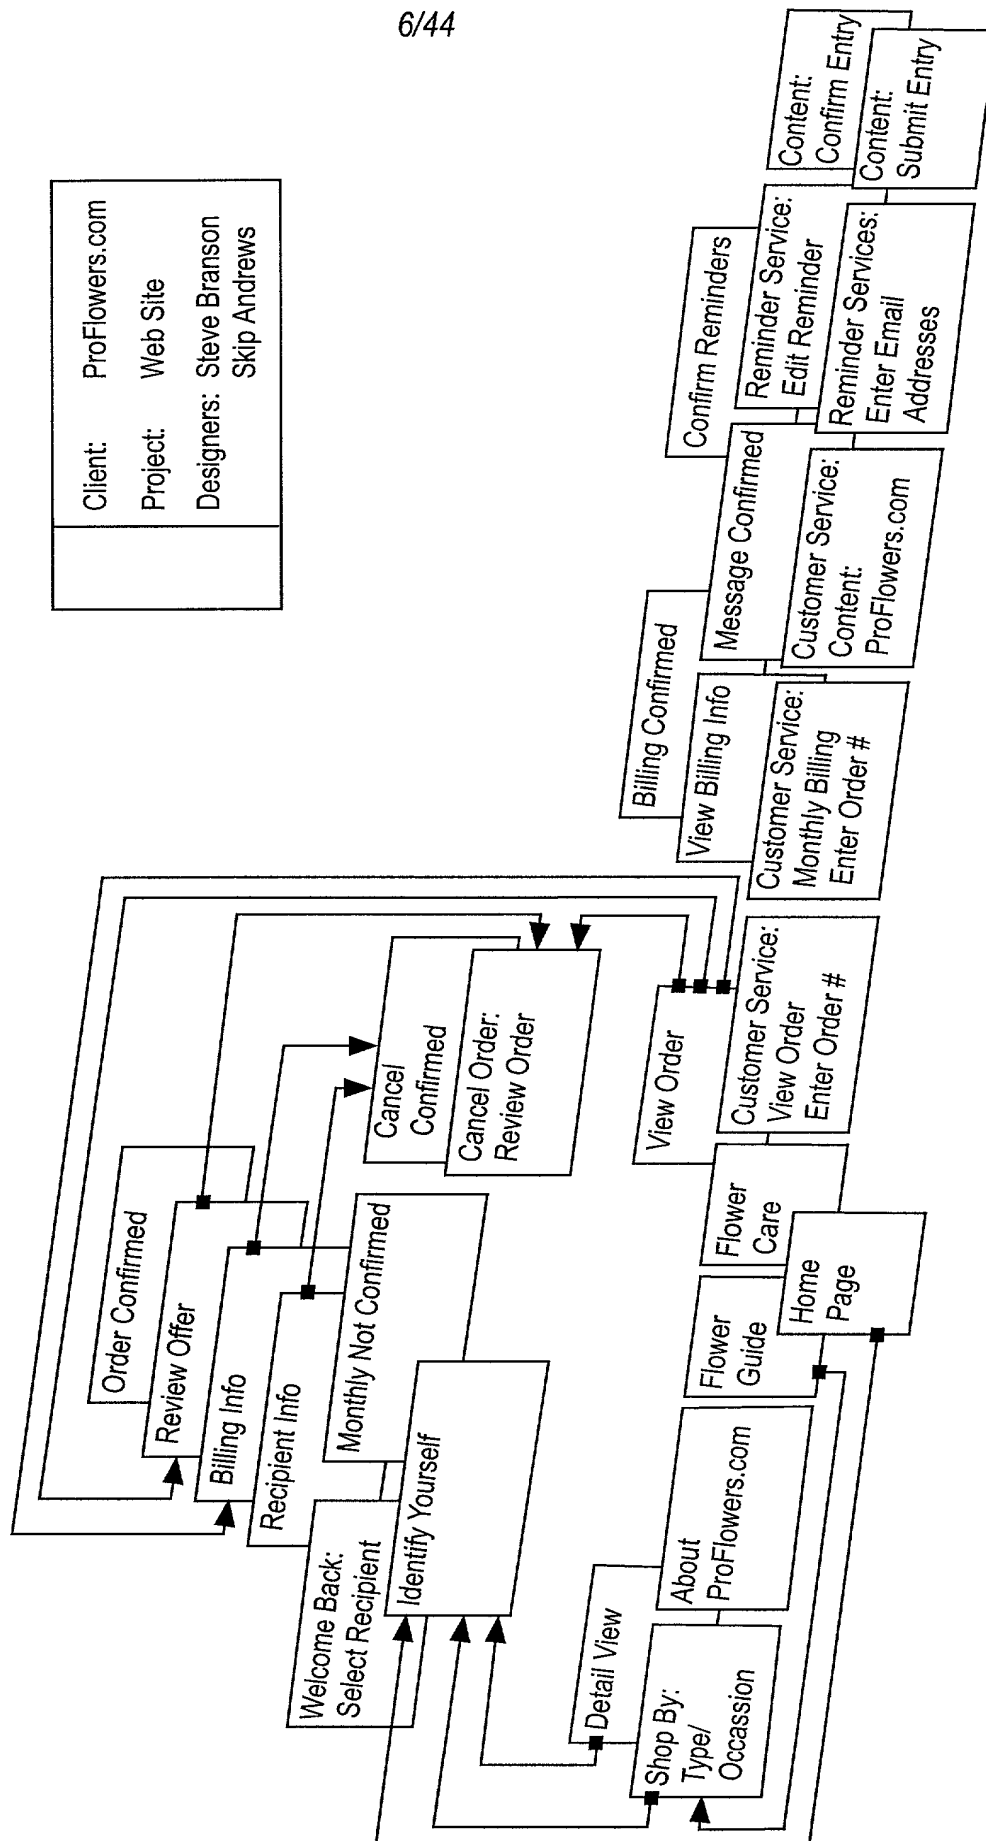 6/44
Client: ProFlowers.com
Project: Web Site
Designers: Steve Branson
Skip Andrews
Order Confirmed
Review Offer
Billing Info
Recipient Info
Monthly Not Confirmed
Welcome Back:
Select Recipient
Identify Yourself
Cancel
Confirmed
Cancel Order:
Review Order
Detail View
Shop By:
Type/
Occassion
About
ProFlowers.com
Flower
Guide
Flower
Care
Home
Page
View Order
Customer Service:
View Order
Enter Order #
Billing Confirmed
View Billing Info
Customer Service:
Monthly Billing
Enter Order #
Message Confirmed
Customer Service:
Content:
ProFlowers.com
Confirm Reminders
Reminder Service:
Edit Reminder
Reminder Services:
Enter Email
Addresses
Content:
Confirm Entry
Content:
Submit Entry